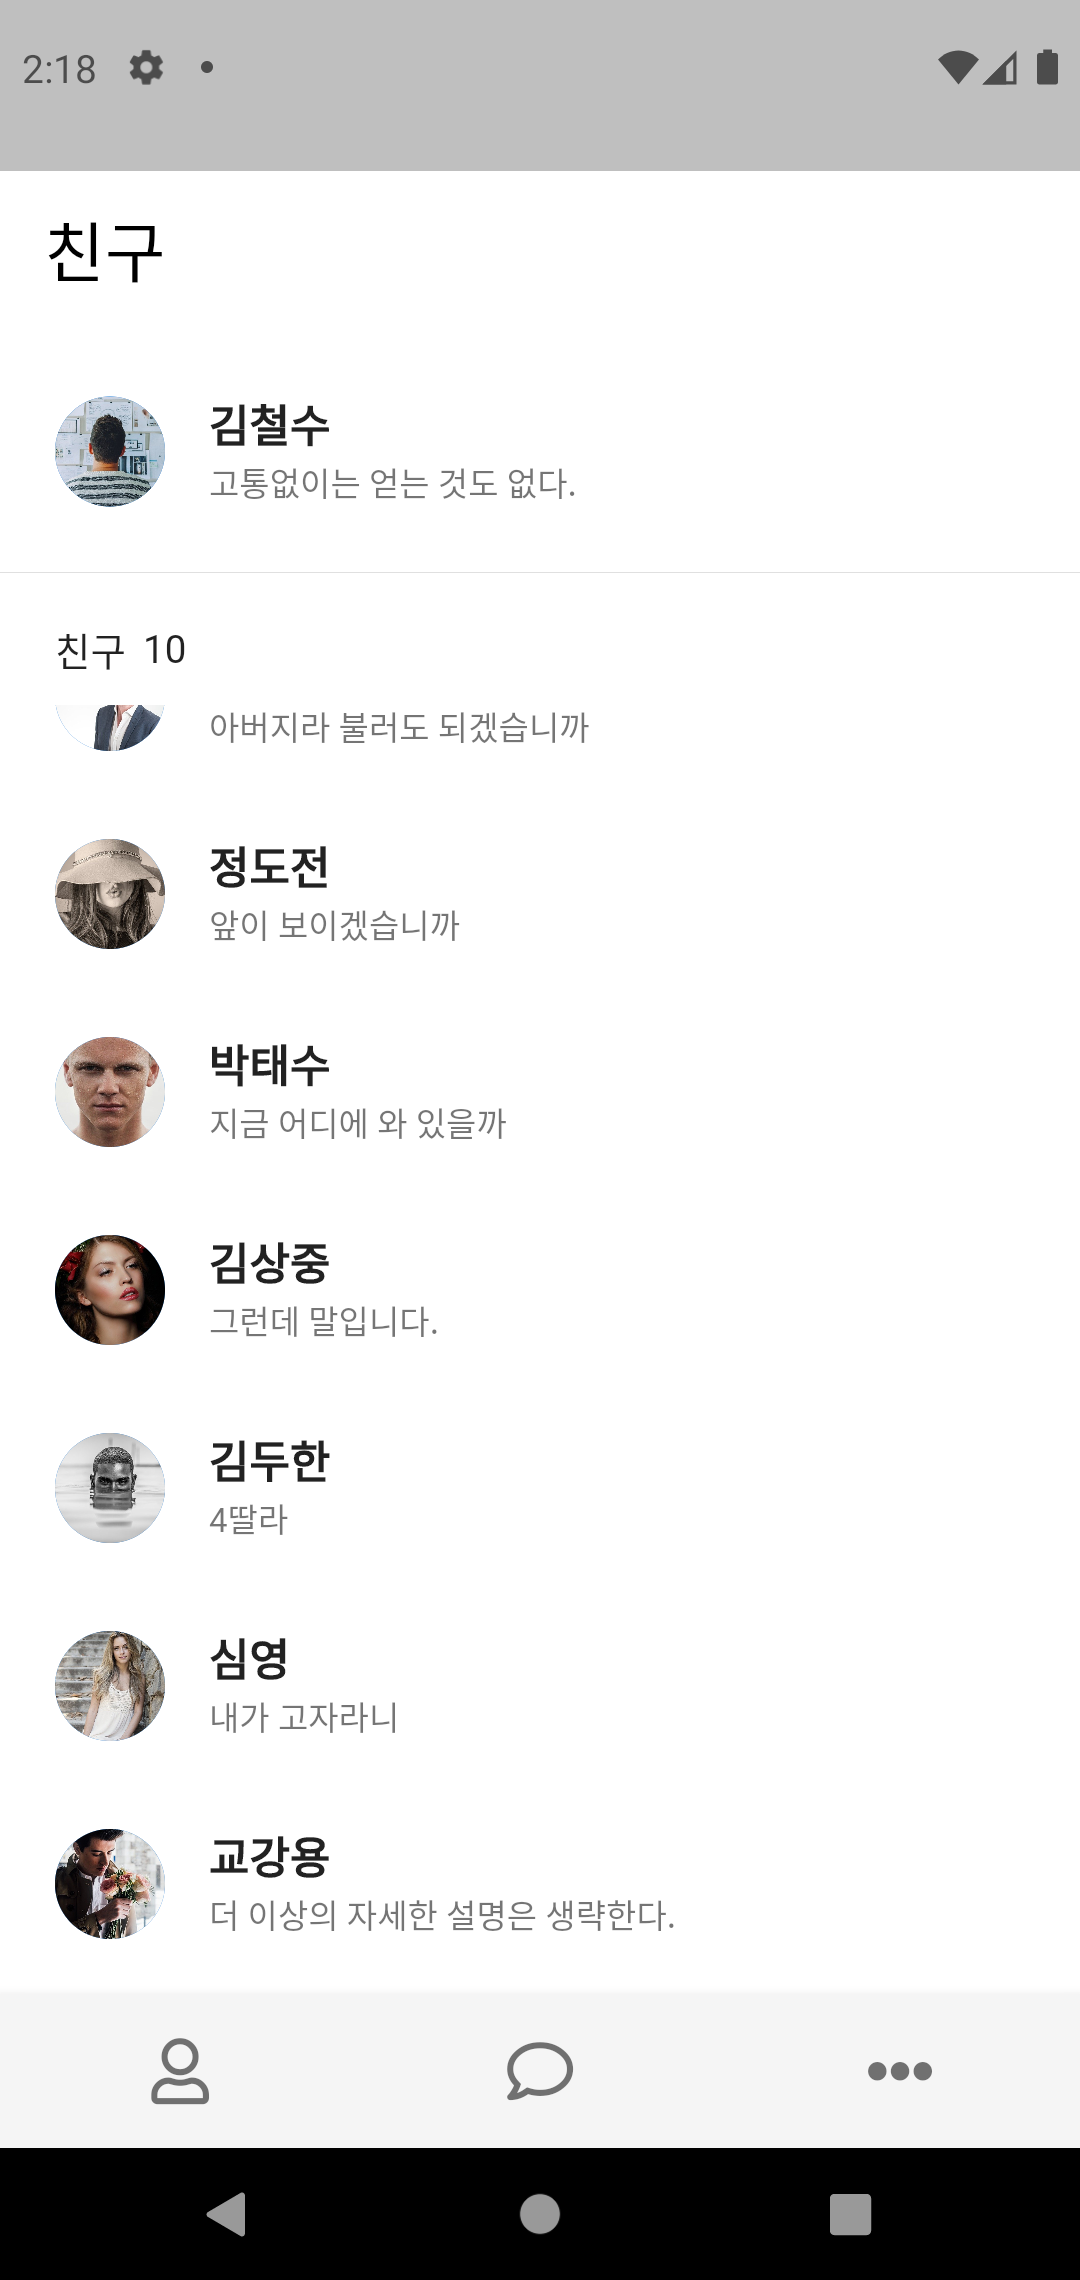 2:18
친구
김철수
고통없이는 얻는 것도 없다.
친구 10
아버지라 불러도 되겠습니까
정도전
앞이 보이겠습니까
박태수
지금 어디에 와 있을까
김상중
그런데 말입니다.
김두한
4딸라
심영
내가 고자라니
교강용
더 이상의 자세한 설명은 생략한다.